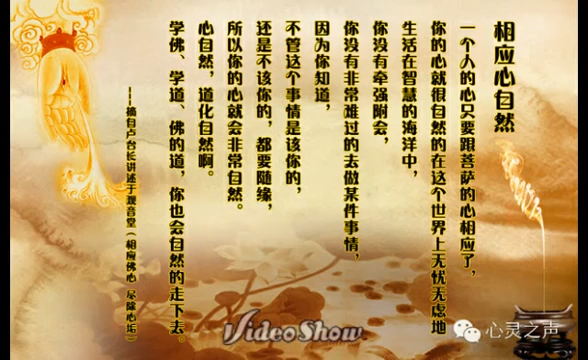 相应心自然
一个人的心只要跟菩萨的心相应了，
你的心就很自然的在这个世界上无忧无虑地
生活在智慧的海洋中，
你没有牵强附会，
你没有非常难过的去做某件事情，
因为你知道，
不管这个事情是该你的，
还是不该你的，都要随缘，
所以你的心就会非常自然。
心自然，道化自然啊。
学佛、学道、佛的道，你也会自然的走下去。
——摘自卢台长讲述于观音堂（相应佛心 尽除心垢）
VideoShow
心灵之声